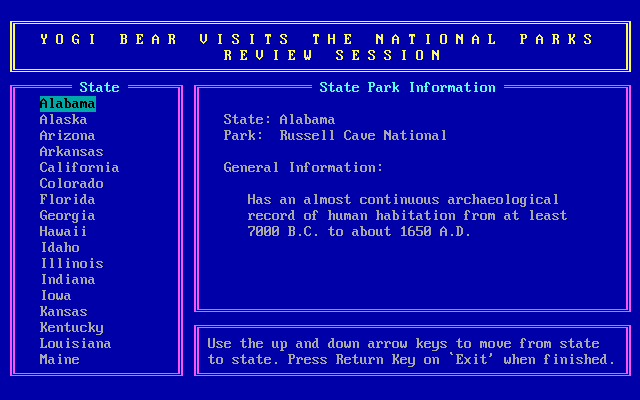 YOGI BEAR VISITS THE NATIONAL PARKS
REVIEW SESSION
State
Alabama
Alaska
Arizona
Arkansas
California
Colorado
Florida
Georgia
Hawaii
Idaho
Illinois
Indiana
Iowa
Kansas
Kentucky
Louisiana
Maine
State Park Information
State: Alabama
Park: Russell Cave National
General Information:
Has an almost continuous archaeological
record of human habitation from at least
7000 B.C. to about 1650 A.D.
Use the up and down arrow keys to move from state
to state. Press Return Key on `Exit' when finished.